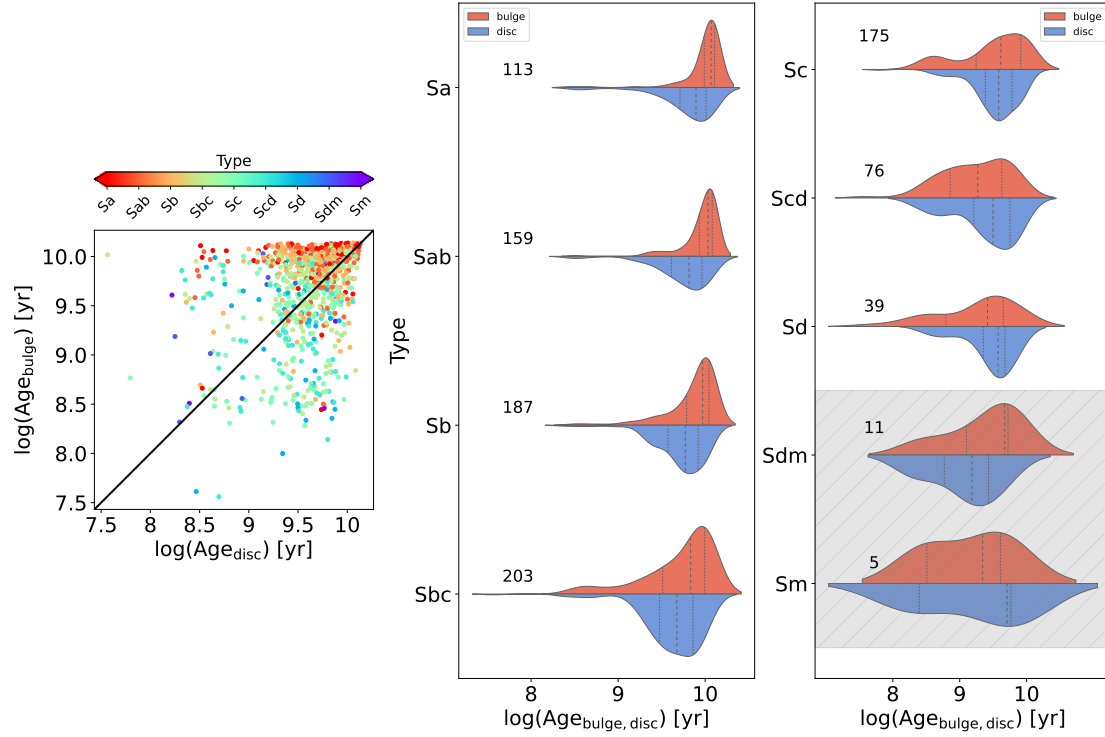 Type
Sa Sab Sb Sbc Sc Scd Sd Sdm Sm
log(Age_bulge) [yr]
10.0
9.5
9.0
8.5
8.0
7.5
7.5 8 8.5 9 9.5 10
log(Age_disc) [yr]
Type
bulge
disc
Sa 113
Sab 159
Sb 187
Sbc 203
8 9 10
log(Age_bulge, disc) [yr]
bulge
disc
Sc 175
Scd 76
Sd 39
Sdm 11
Sm 5
8 9 10
log(Age_bulge, disc) [yr]